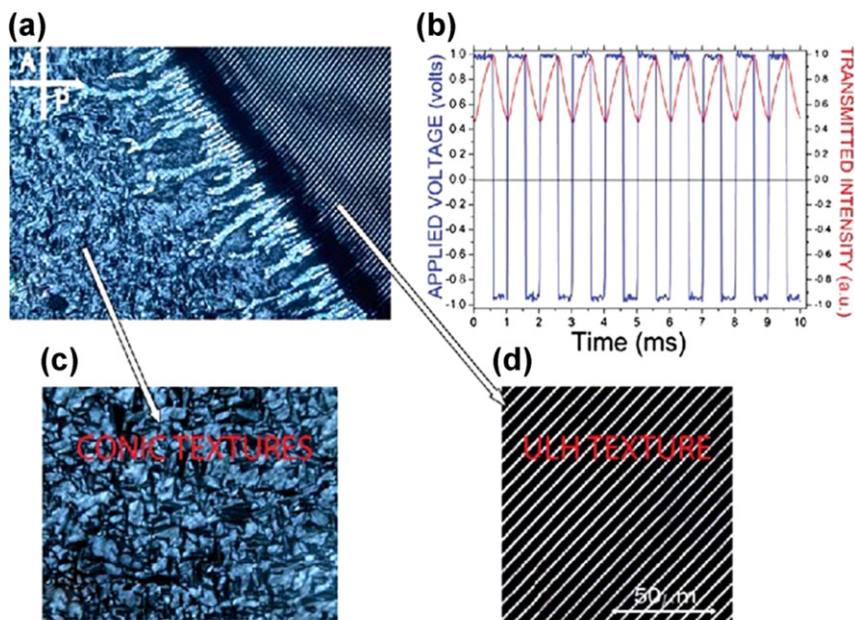 (a)
A
P
(b)
APPLIED VOLTAGE (volts)
1.0
0.8
0.6
0.4
0.2
0.0
-0.2
-0.4
-0.6
-0.8
-1.0
TRANSMITTED INTENSITY (a.u.)
1.0
0.8
0.6
0.4
0.2
0.0
-0.2
-0.4
-0.6
-0.8
-1.0
0 1 2 3 4 5 6 7 8 9 10
Time (ms)
(c)
CONIC TEXTURES
(d)
ULH TEXTURE
50μm